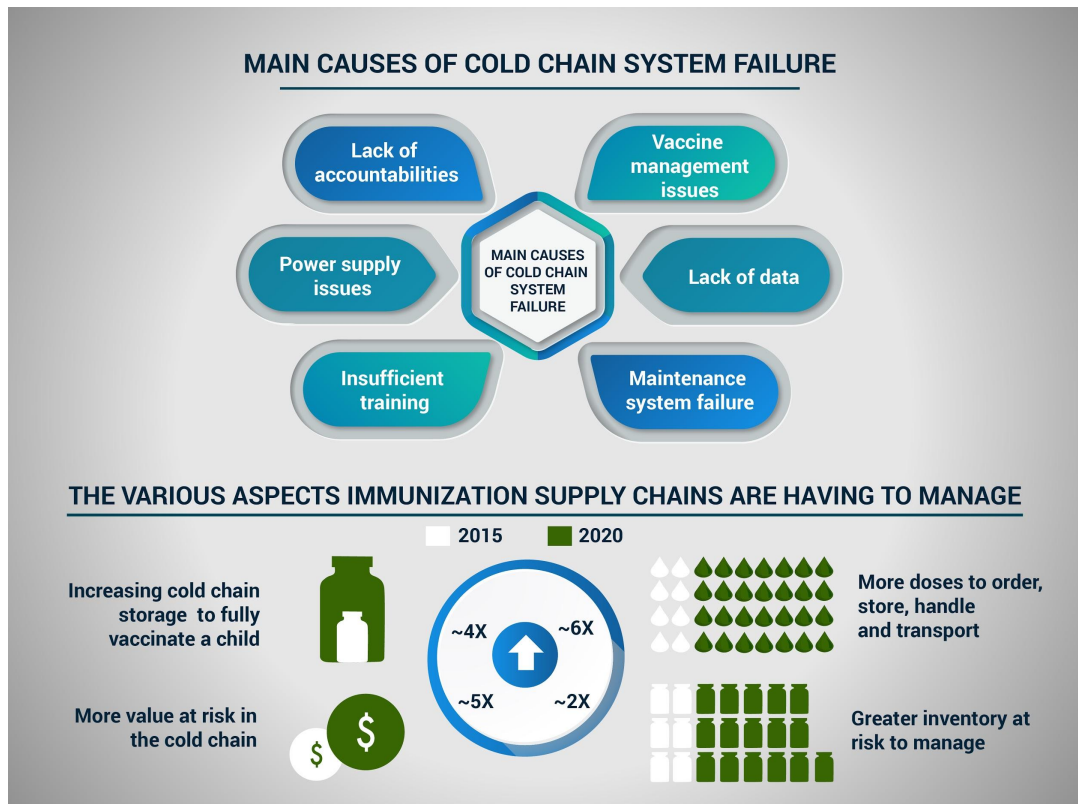 MAIN CAUSES OF COLD CHAIN SYSTEM FAILURE
Lack of
accountabilities
Vaccine
management
issues
Power supply
issues
MAIN CAUSES
OF COLD CHAIN
SYSTEM
FAILURE
Lack of data
Insufficient
training
Maintenance
system failure
THE VARIOUS ASPECTS IMMUNIZATION SUPPLY CHAINS ARE HAVING TO MANAGE
2015
2020
Increasing cold chain
storage to fully
vaccinate a child
~4X
~6X
More doses to order,
store, handle
and transport
More value at risk in
the cold chain
$
$
~5X
~2X
Greater inventory at
risk to manage